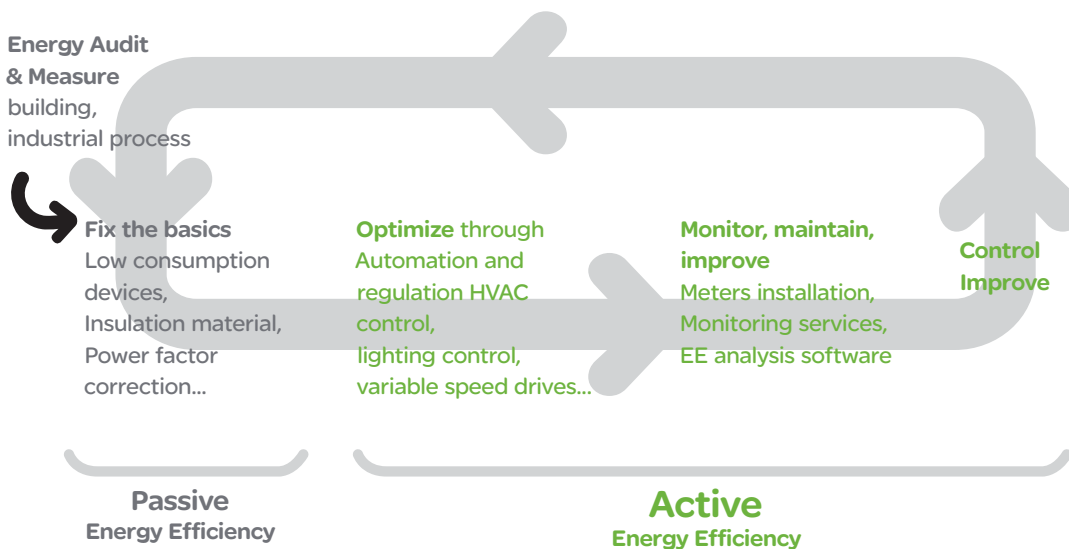 Energy Audit
& Measure
building,
industrial process
Fix the basics
Low consumption
devices,
Insulation material,
Power factor
correction...
Optimize through
Automation and
regulation HVAC
control,
lighting control,
variable speed drives...
Monitor, maintain,
improve
Meters installation,
Monitoring services,
EE analysis software
Control
Improve
Passive
Energy Efficiency
Active
Energy Efficiency